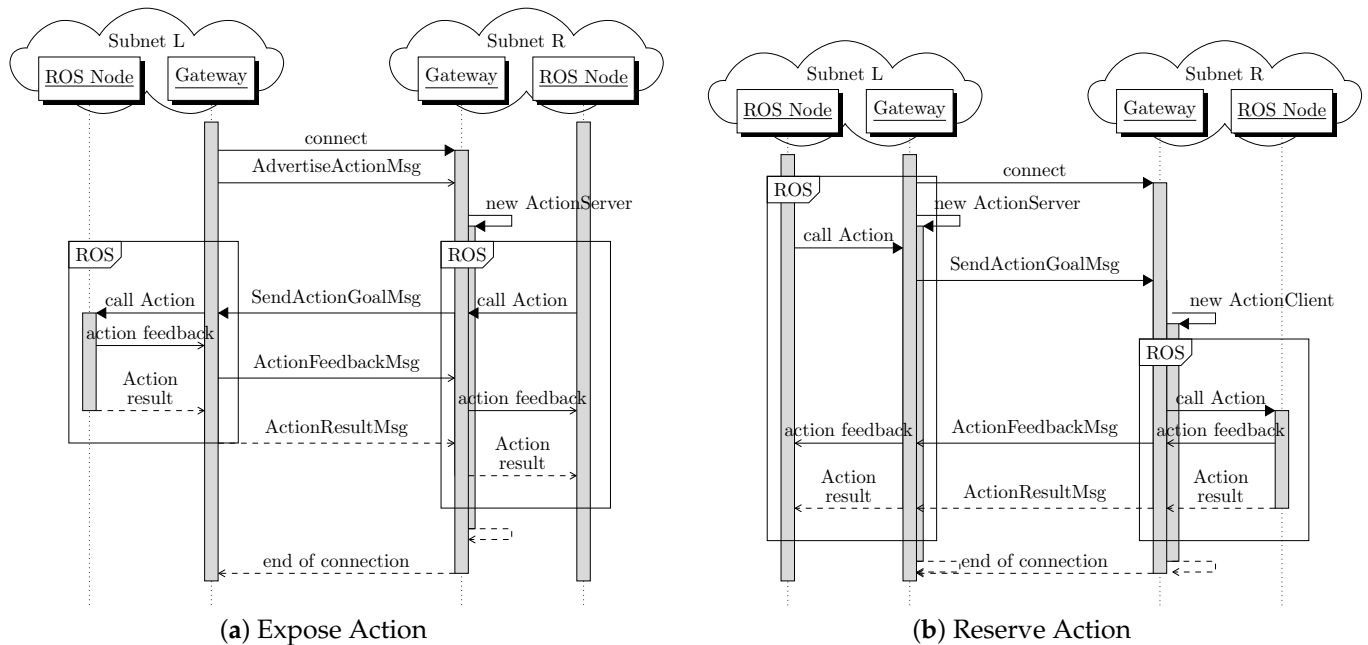 Subnet L
ROS Node
Gateway
Subnet R
Gateway
ROS Node
connect
AdvertiseActionMsg
new ActionServer
ROS
ROS
call Action
SendActionGoalMsg
call Action
action feedback
ActionFeedbackMsg
Action
result
action feedback
ActionResultMsg
Action
result
end of connection
(a) Expose Action
Subnet L
ROS Node
Gateway
Subnet R
Gateway
ROS Node
ROS
connect
new ActionServer
call Action
SendActionGoalMsg
new ActionClient
ROS
call Action
action feedback
ActionFeedbackMsg
action feedback
Action
result
ActionResultMsg
Action
result
end of connection
(b) Reserve Action